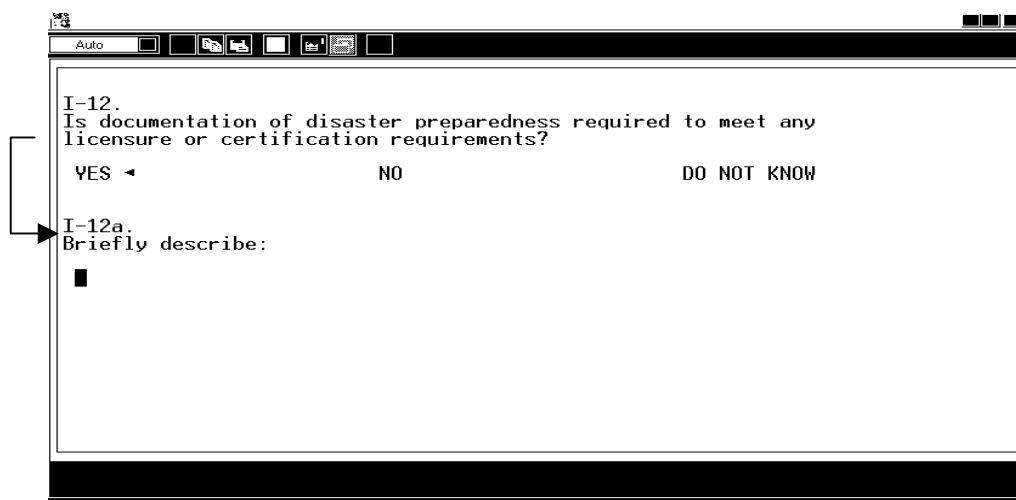 Auto
I-12.
Is documentation of disaster preparedness required to meet any
licensure or certification requirements?
YES ◄ NO DO NOT KNOW
I-12a.
Briefly describe: